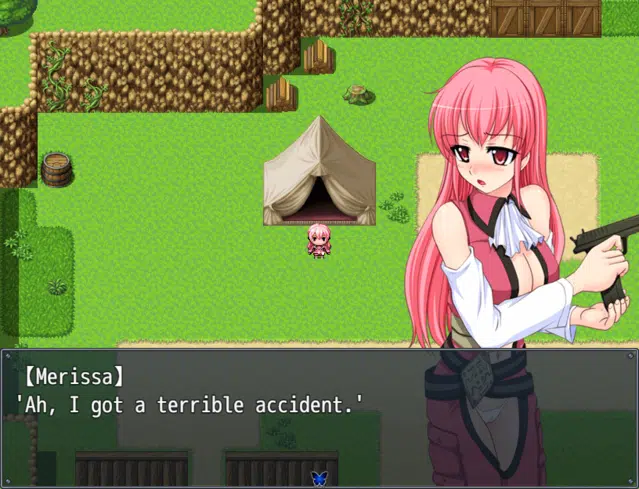 【Merissa】
'Ah, I got a terrible accident.'